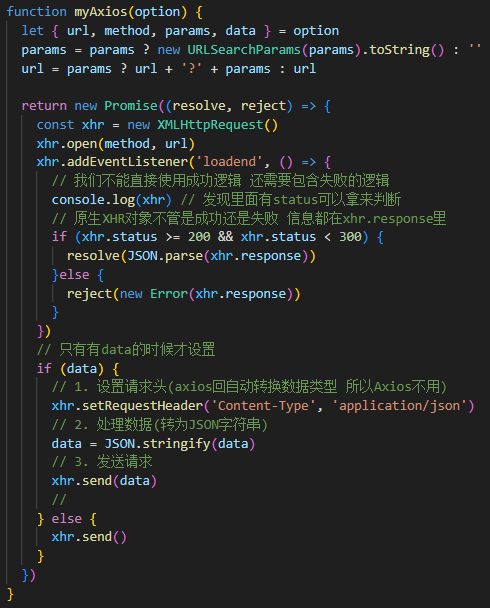 function myAxios(option) {
  let { url, method, params, data } = option
  params = params ? new URLSearchParams(params).toString() : ''
  url = params ? url + '?' + params : url

  return new Promise((resolve, reject) => {
    const xhr = new XMLHttpRequest()
    xhr.open(method, url)
    xhr.addEventListener('loadend', () => {
      // 我们不能直接使用成功逻辑 还需要包含失败的逻辑
      console.log(xhr) // 发现里面有status可以拿来判断
      // 原生XHR对象不管是成功还是失败 信息都在xhr.response里
      if (xhr.status >= 200 && xhr.status < 300) {
        resolve(JSON.parse(xhr.response))
      }else {
        reject(new Error(xhr.response))
      }
    })
    // 只有有data的时候才设置
    if (data) {
      // 1. 设置请求头(axios回自动转换数据类型 所以Axios不用)
      xhr.setRequestHeader('Content-Type', 'application/json')
      // 2. 处理数据(转为JSON字符串)
      data = JSON.stringify(data)
      // 3. 发送请求
      xhr.send(data)
      //
    } else {
      xhr.send()
    }
  })
}